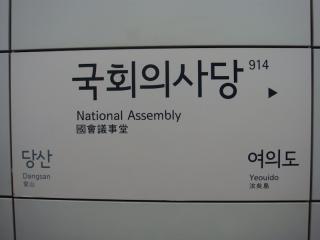 국회의사당 914
National Assembly
國會議事堂
당산
Dangsan
堂山
여의도
Yeouido
汝矣島